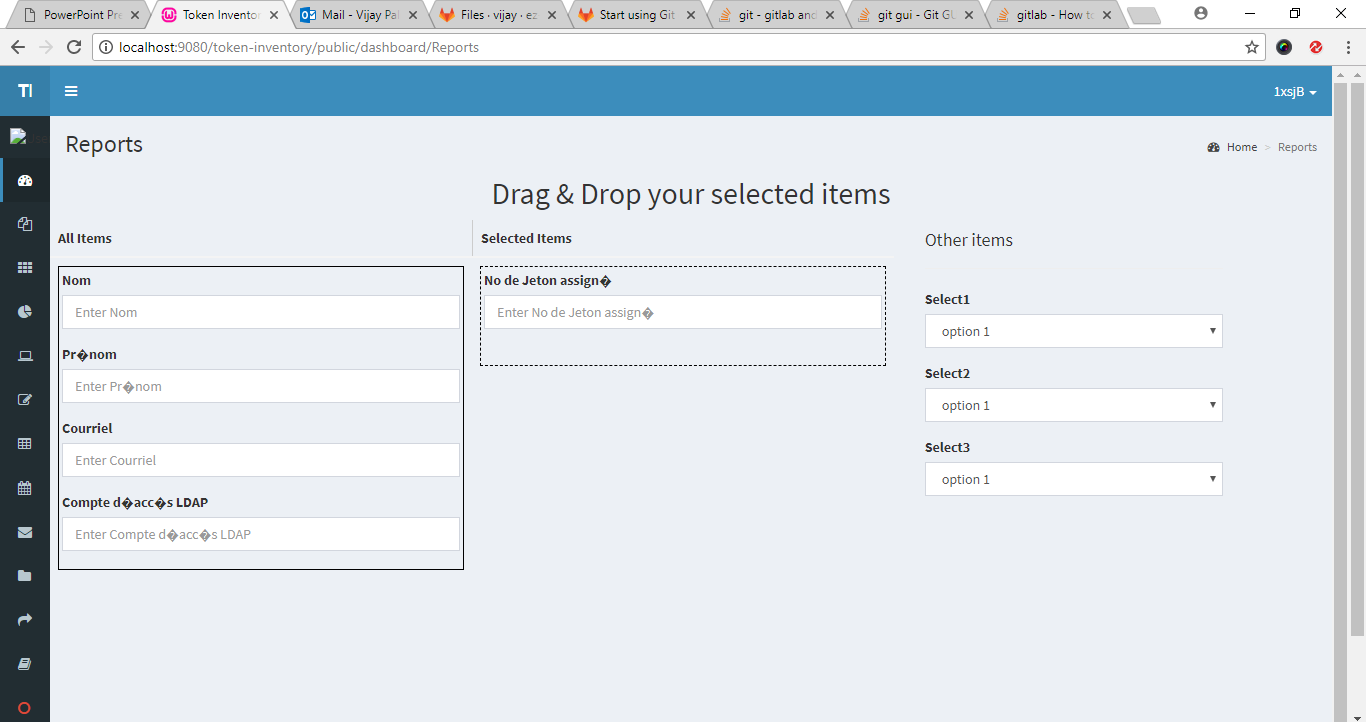 PowerPoint Pre
Token Inventor
Mail - Vijay Pal
Files · vijay · ez
Start using Git
git - gitlab and
git gui - Git GU
gitlab - How to
localhost:9080/token-inventory/public/dashboard/Reports
TI
1xsjB
Reports
Home > Reports
Drag & Drop your selected items
All Items
Selected Items
Other items
Nom
Enter Nom
Pr�nom
Enter Pr�nom
Courriel
Enter Courriel
Compte d�acc�s LDAP
Enter Compte d�acc�s LDAP
No de Jeton assign�
Enter No de Jeton assign�
Select1
option 1
Select2
option 1
Select3
option 1